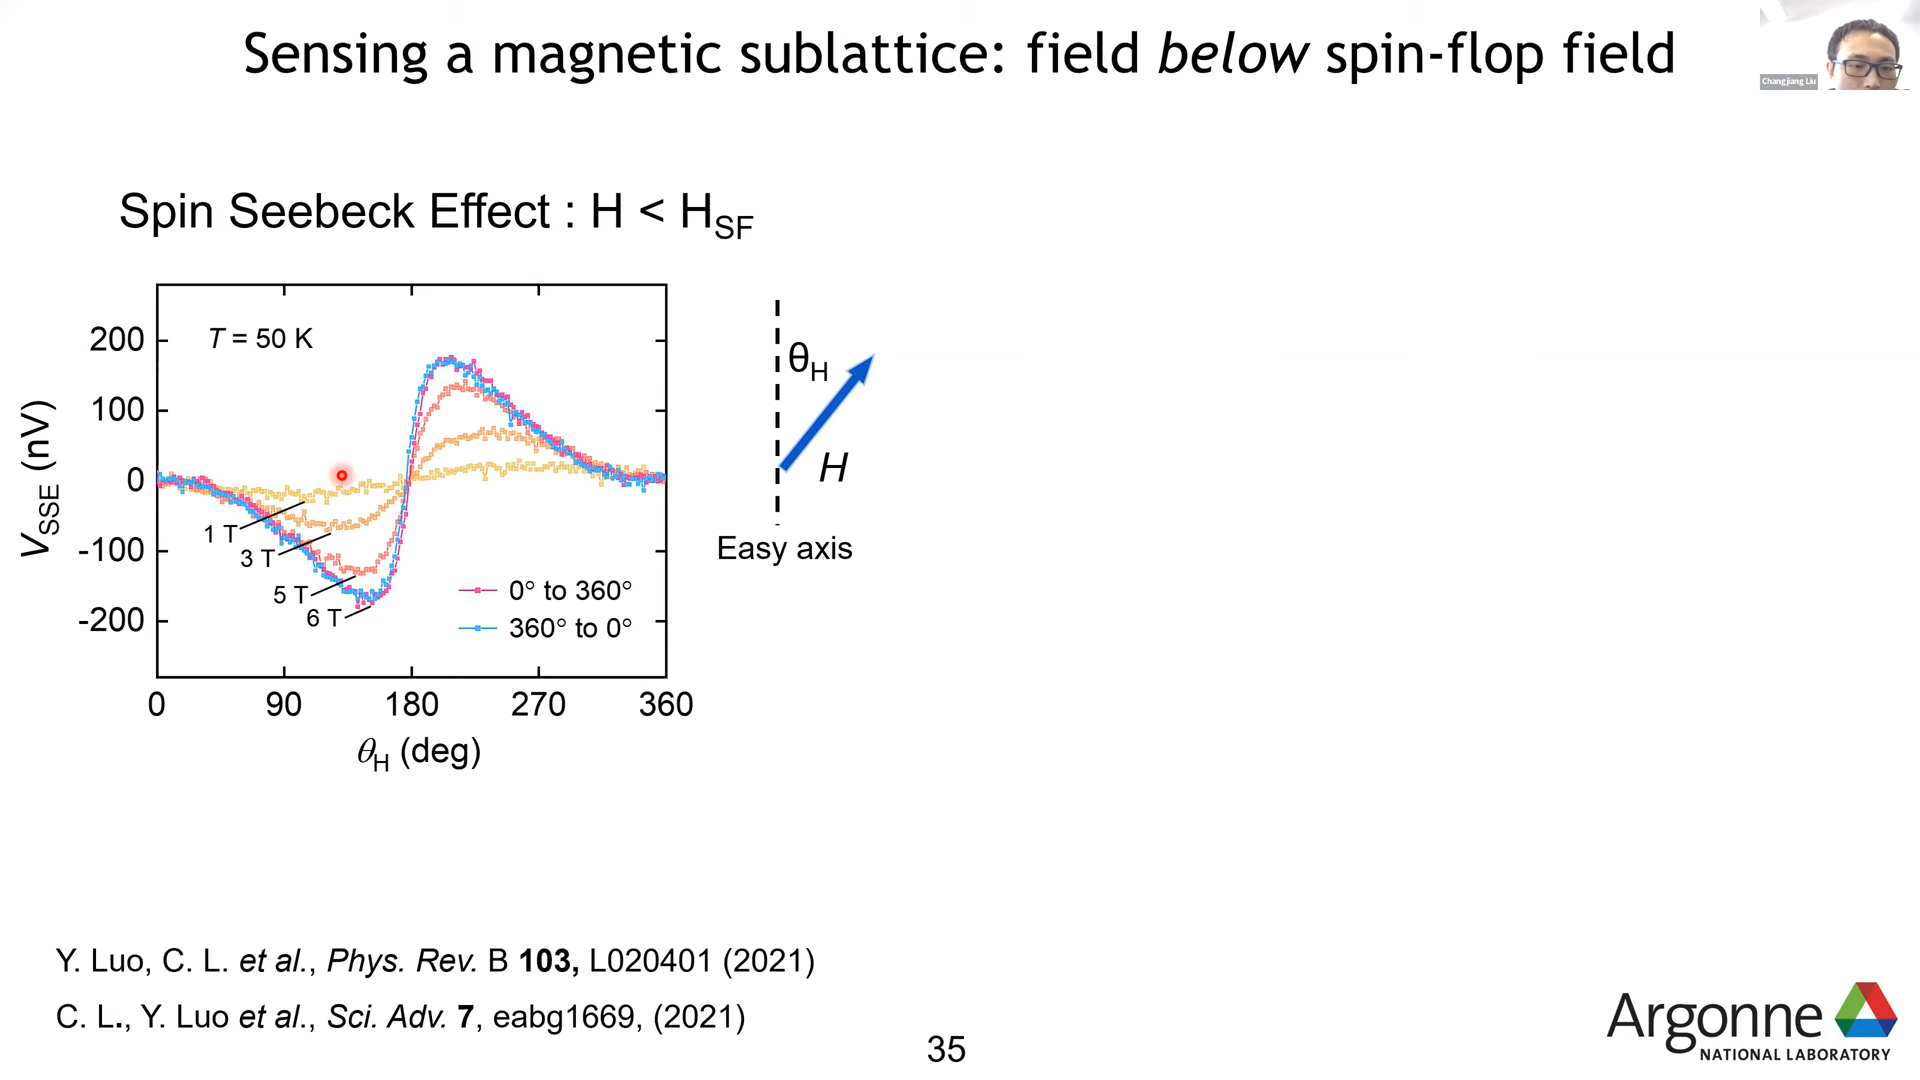 Sensing a magnetic sublattice: field below spin-flop field
Changjiang Liu
Spin Seebeck Effect : H < HSF
T = 50 K
200
100
0
-100
-200
VSSE (nV)
1 T
3 T
5 T
6 T
0° to 360°
360° to 0°
0 90 180 270 360
θH (deg)
θH
H
Easy axis
Y. Luo, C. L. et al., Phys. Rev. B 103, L020401 (2021)
C. L., Y. Luo et al., Sci. Adv. 7, eabg1669, (2021)
35
Argonne
NATIONAL LABORATORY